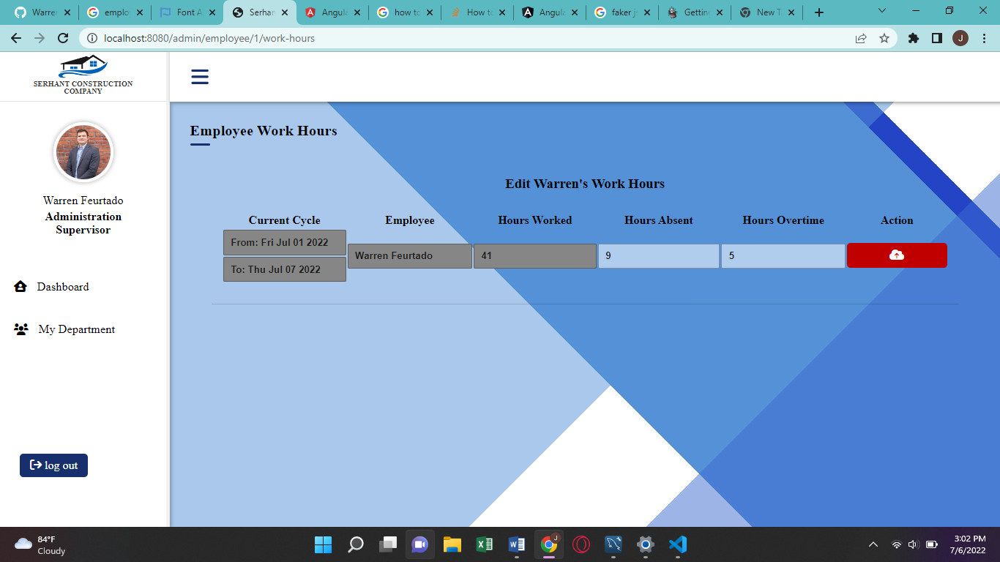 Warren
emplo
Font A
Serhan
Angula
how to
How to
Angula
faker js
Getting
New T
localhost:8080/admin/employee/1/work-hours
J
SERHANT CONSTRUCTION
COMPANY
Warren Feurtado
Administration
Supervisor
Dashboard
My Department
log out
Employee Work Hours
Edit Warren's Work Hours
Current Cycle Employee Hours Worked Hours Absent Hours Overtime Action
From: Fri Jul 01 2022
To: Thu Jul 07 2022
Warren Feurtado 41 9 5
84°F
Cloudy
J
3:02 PM
7/6/2022